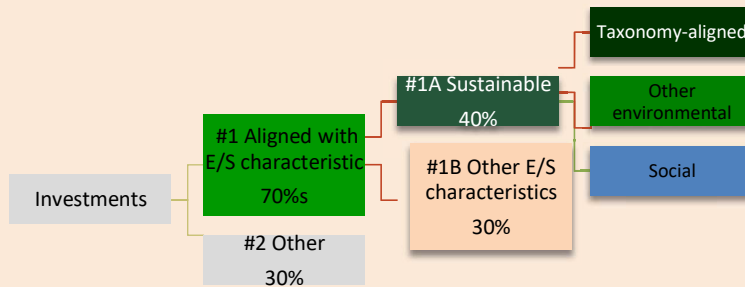 Investments
#1 Aligned with
E/S characteristic
70%s
#2 Other
30%
#1A Sustainable
40%
#1B Other E/S
characteristics
30%
Taxonomy-aligned
Other
environmental
Social